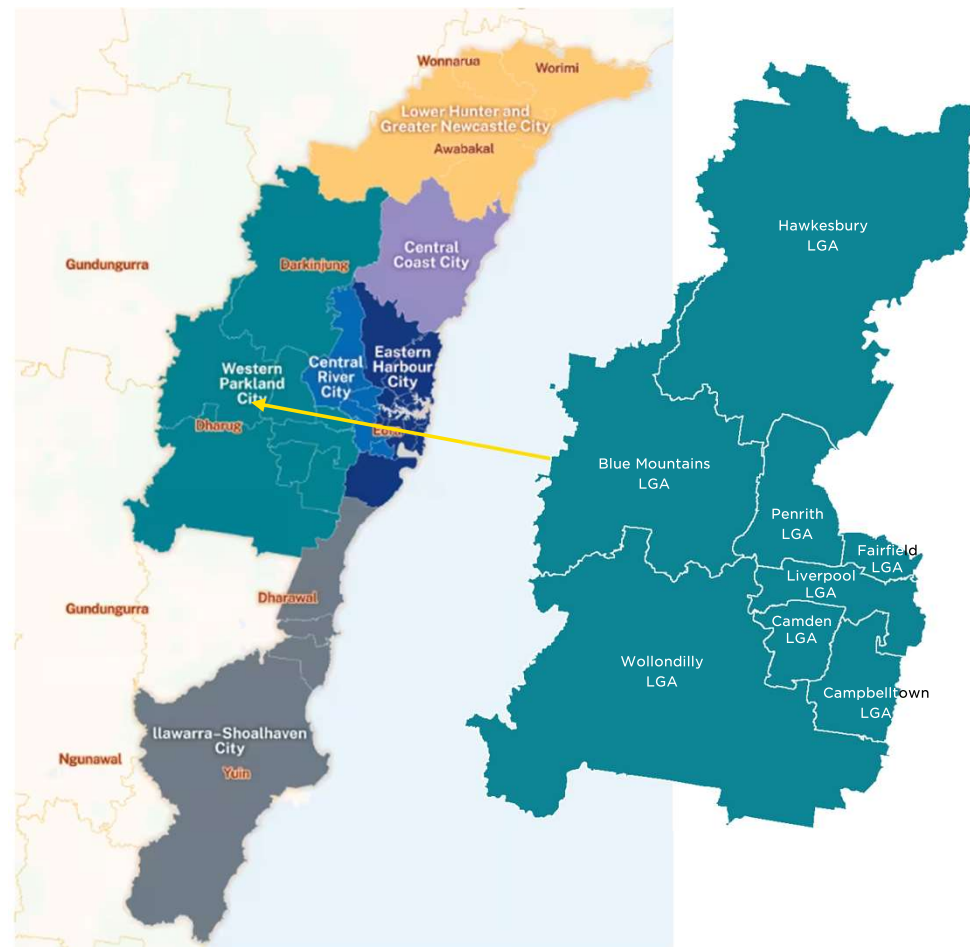 Wonnarua
Worimi
Lower Hunter and
Greater Newcastle City
Awabakal
Central
Coast City
Gundungurra
Darkinjung
Western
Parkland
City
Central
River
City
Eastern
Harbour
City
Dharug
Eora
Gundungurra
Dharawal
llawarra-Shoalhaven
City
Ngunawal
Yuin
Hawkesbury
LGA
Blue Mountains
LGA
Penrith
LGA
Fairfield
LGA
Liverpool
LGA
Camden
LGA
Wollondilly
LGA
Campbelltown
LGA